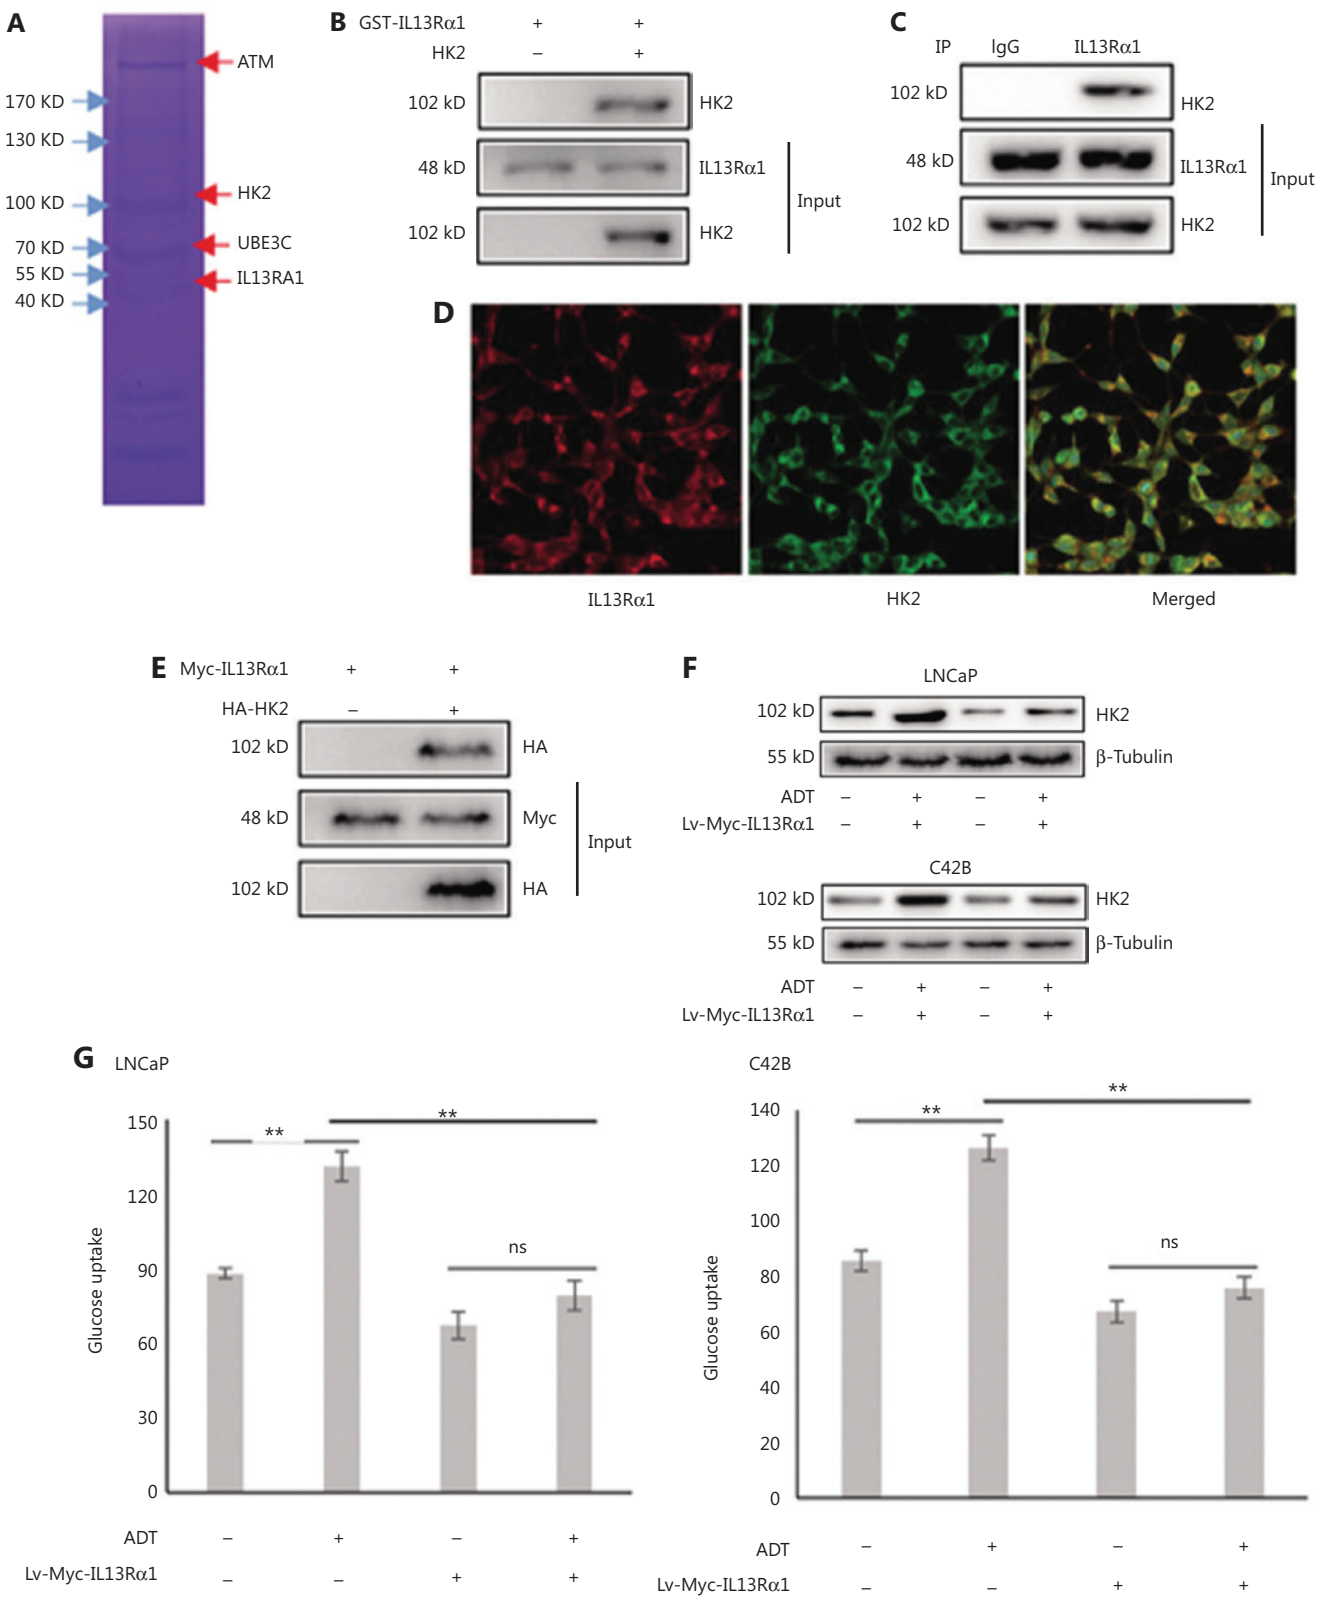 A
ATM
170 KD
130 KD
HK2
100 KD
UBE3C
70 KD
55 KD
IL13RA1
40 KD
B
GST-IL13Rα1 + +
HK2 – +
102 kD HK2
48 kD IL13Rα1
102 kD HK2
Input
C
IP IgG IL13Rα1
102 kD HK2
48 kD IL13Rα1
102 kD HK2
Input
D
IL13Rα1 HK2 Merged
E
Myc-IL13Rα1 + +
HA-HK2 – +
102 kD HA
48 kD Myc
102 kD HA
Input
F
LNCaP
102 kD HK2
55 kD β-Tubulin
ADT – + – +
Lv-Myc-IL13Rα1 – + – +
C42B
102 kD HK2
55 kD β-Tubulin
ADT – + – +
Lv-Myc-IL13Rα1 – + – +
G
LNCaP
Glucose uptake
150
120
90
60
30
0
**
**
ns
ADT – + – +
Lv-Myc-IL13Rα1 – – + +
C42B
Glucose uptake
140
120
100
80
60
40
20
0
**
**
ns
ADT – + – +
Lv-Myc-IL13Rα1 – – + +